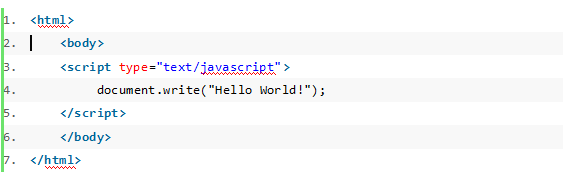 1. <html>
2.     <body>
3.     <script type="text/javascript">
4.         document.write("Hello World!");
5.     </script>
6.     </body>
7. </html>